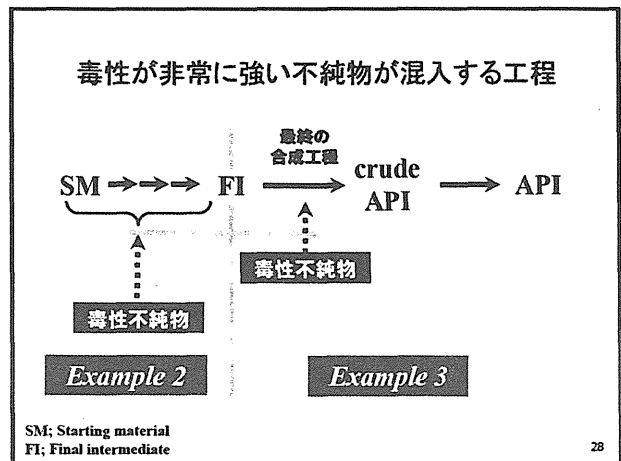 毒性が非常に強い不純物が混入する工程
最終の
合成工程
SM → → → FI → crude API → API
毒性不純物
毒性不純物
Example 2
Example 3
SM; Starting material
FI; Final intermediate
28